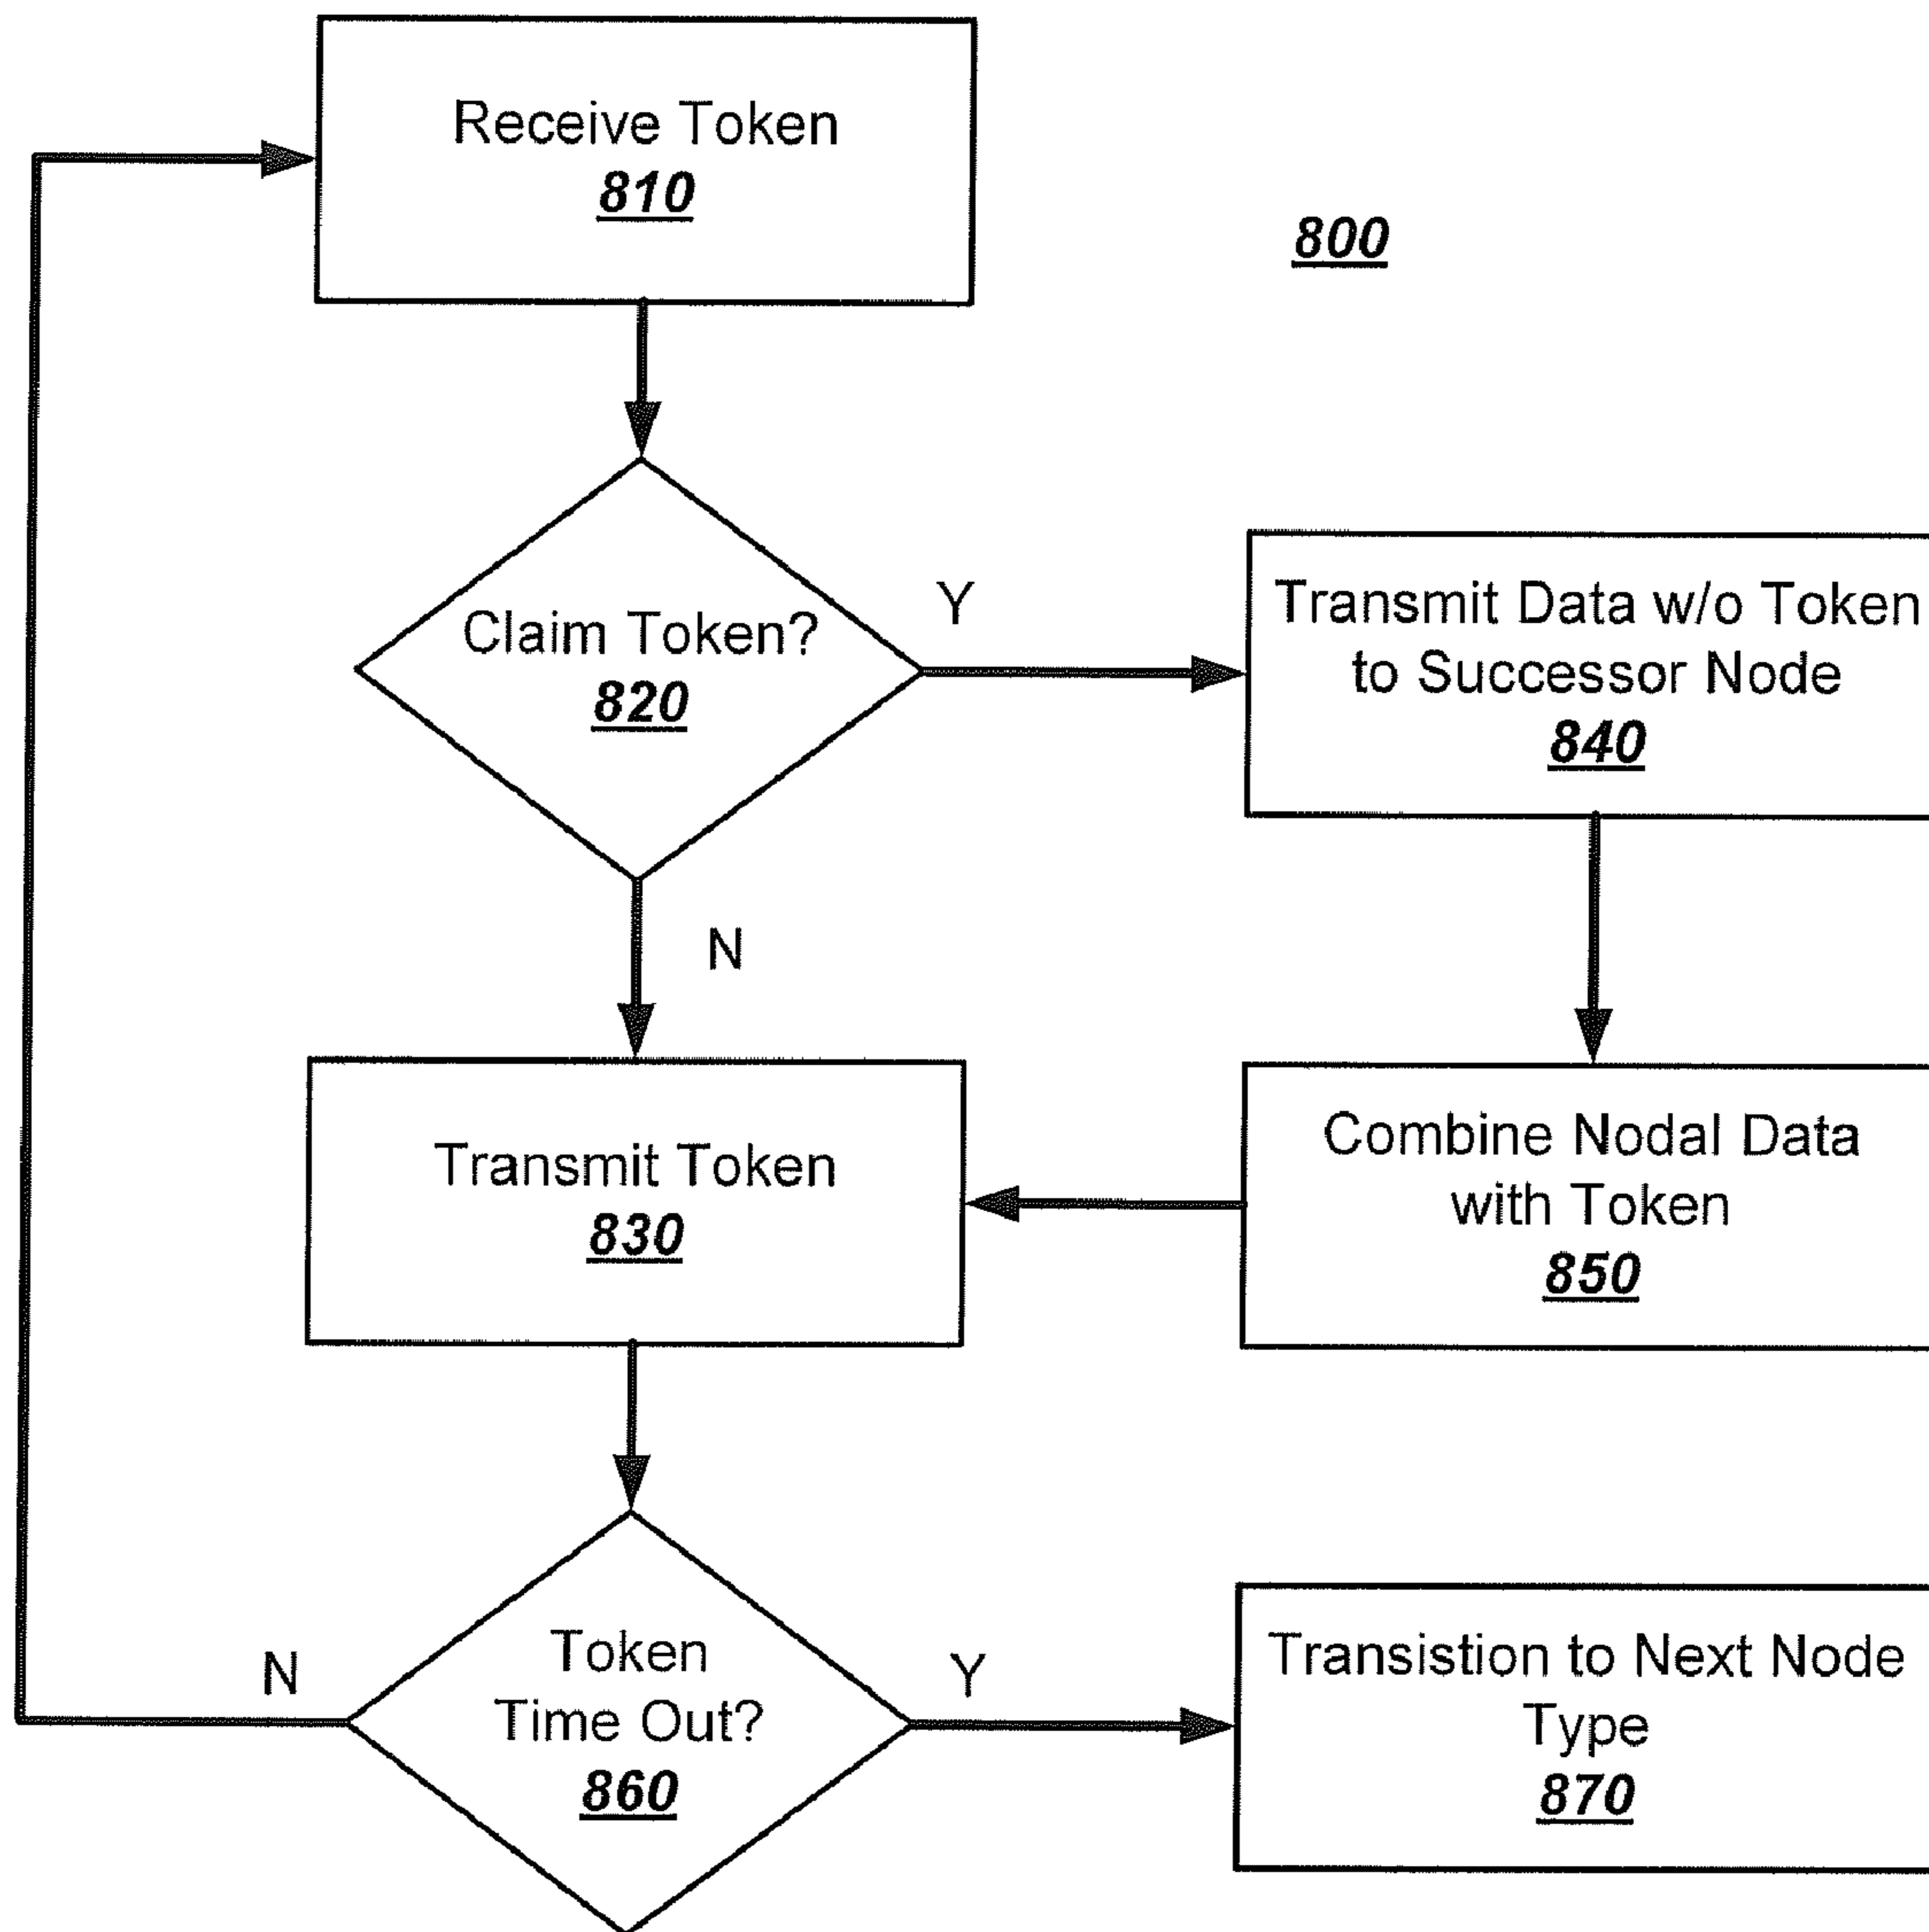 Receive Token
810
800
Claim Token?
820
Y
Transmit Data w/o Token
to Successor Node
840
N
Transmit Token
830
Combine Nodal Data
with Token
850
Token
Time Out?
860
N
Y
Transistion to Next Node
Type
870